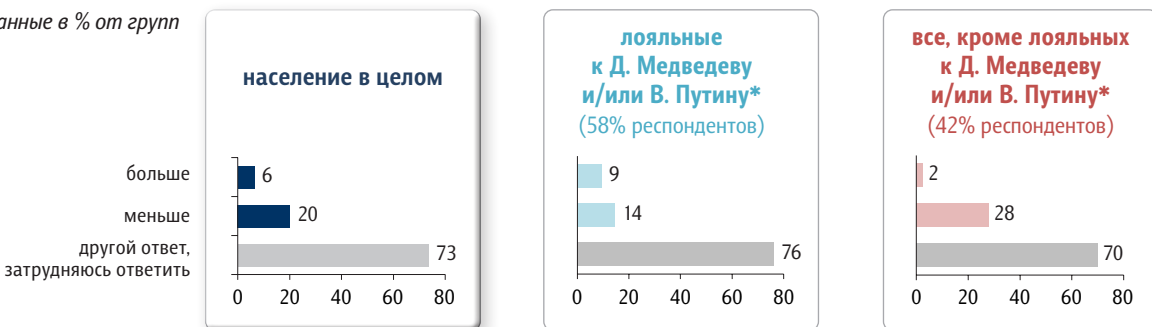 анные в % от групп
население в целом
больше
6
меньше
20
другой ответ,
затрудняюсь ответить
73
0 20 40 60 80
лояльные
к Д. Медведеву
и/или В. Путину*
(58% респондентов)
9
14
76
0 20 40 60 80
все, кроме лояльных
к Д. Медведеву
и/или В. Путину*
(42% респондентов)
2
28
70
0 20 40 60 80